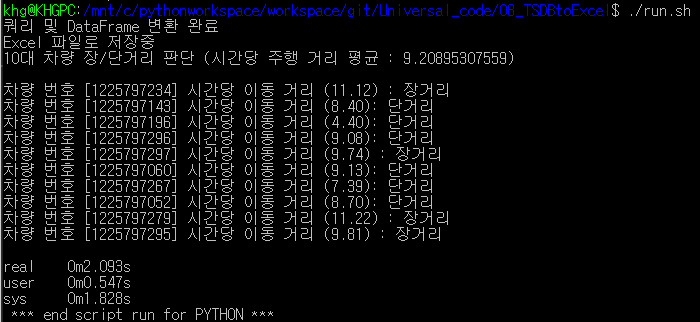 khg@KHGPC:/mnt/c/pythonworkspace/workspace/git/Universal_code/06_TSDBtoExcel$ ./run.sh
쿼리 및 DataFrame 변환 완료
Excel 파일로 저장중
10대 차량 장/단거리 판단 (시간당 주행 거리 평균 : 9.20895307559)
차량 번호 [1225797234] 시간당 이동 거리 (11.12) : 장거리
차량 번호 [1225797143] 시간당 이동 거리 (8.40): 단거리
차량 번호 [1225797196] 시간당 이동 거리 (4.40): 단거리
차량 번호 [1225797296] 시간당 이동 거리 (9.08): 단거리
차량 번호 [1225797297] 시간당 이동 거리 (9.74) : 장거리
차량 번호 [1225797060] 시간당 이동 거리 (9.13): 단거리
차량 번호 [1225797267] 시간당 이동 거리 (7.39): 단거리
차량 번호 [1225797052] 시간당 이동 거리 (8.70): 단거리
차량 번호 [1225797279] 시간당 이동 거리 (11.22) : 장거리
차량 번호 [1225797295] 시간당 이동 거리 (9.81) : 장거리
real 0m2.093s
user 0m0.547s
sys 0m1.828s
*** end script run for PYTHON ***